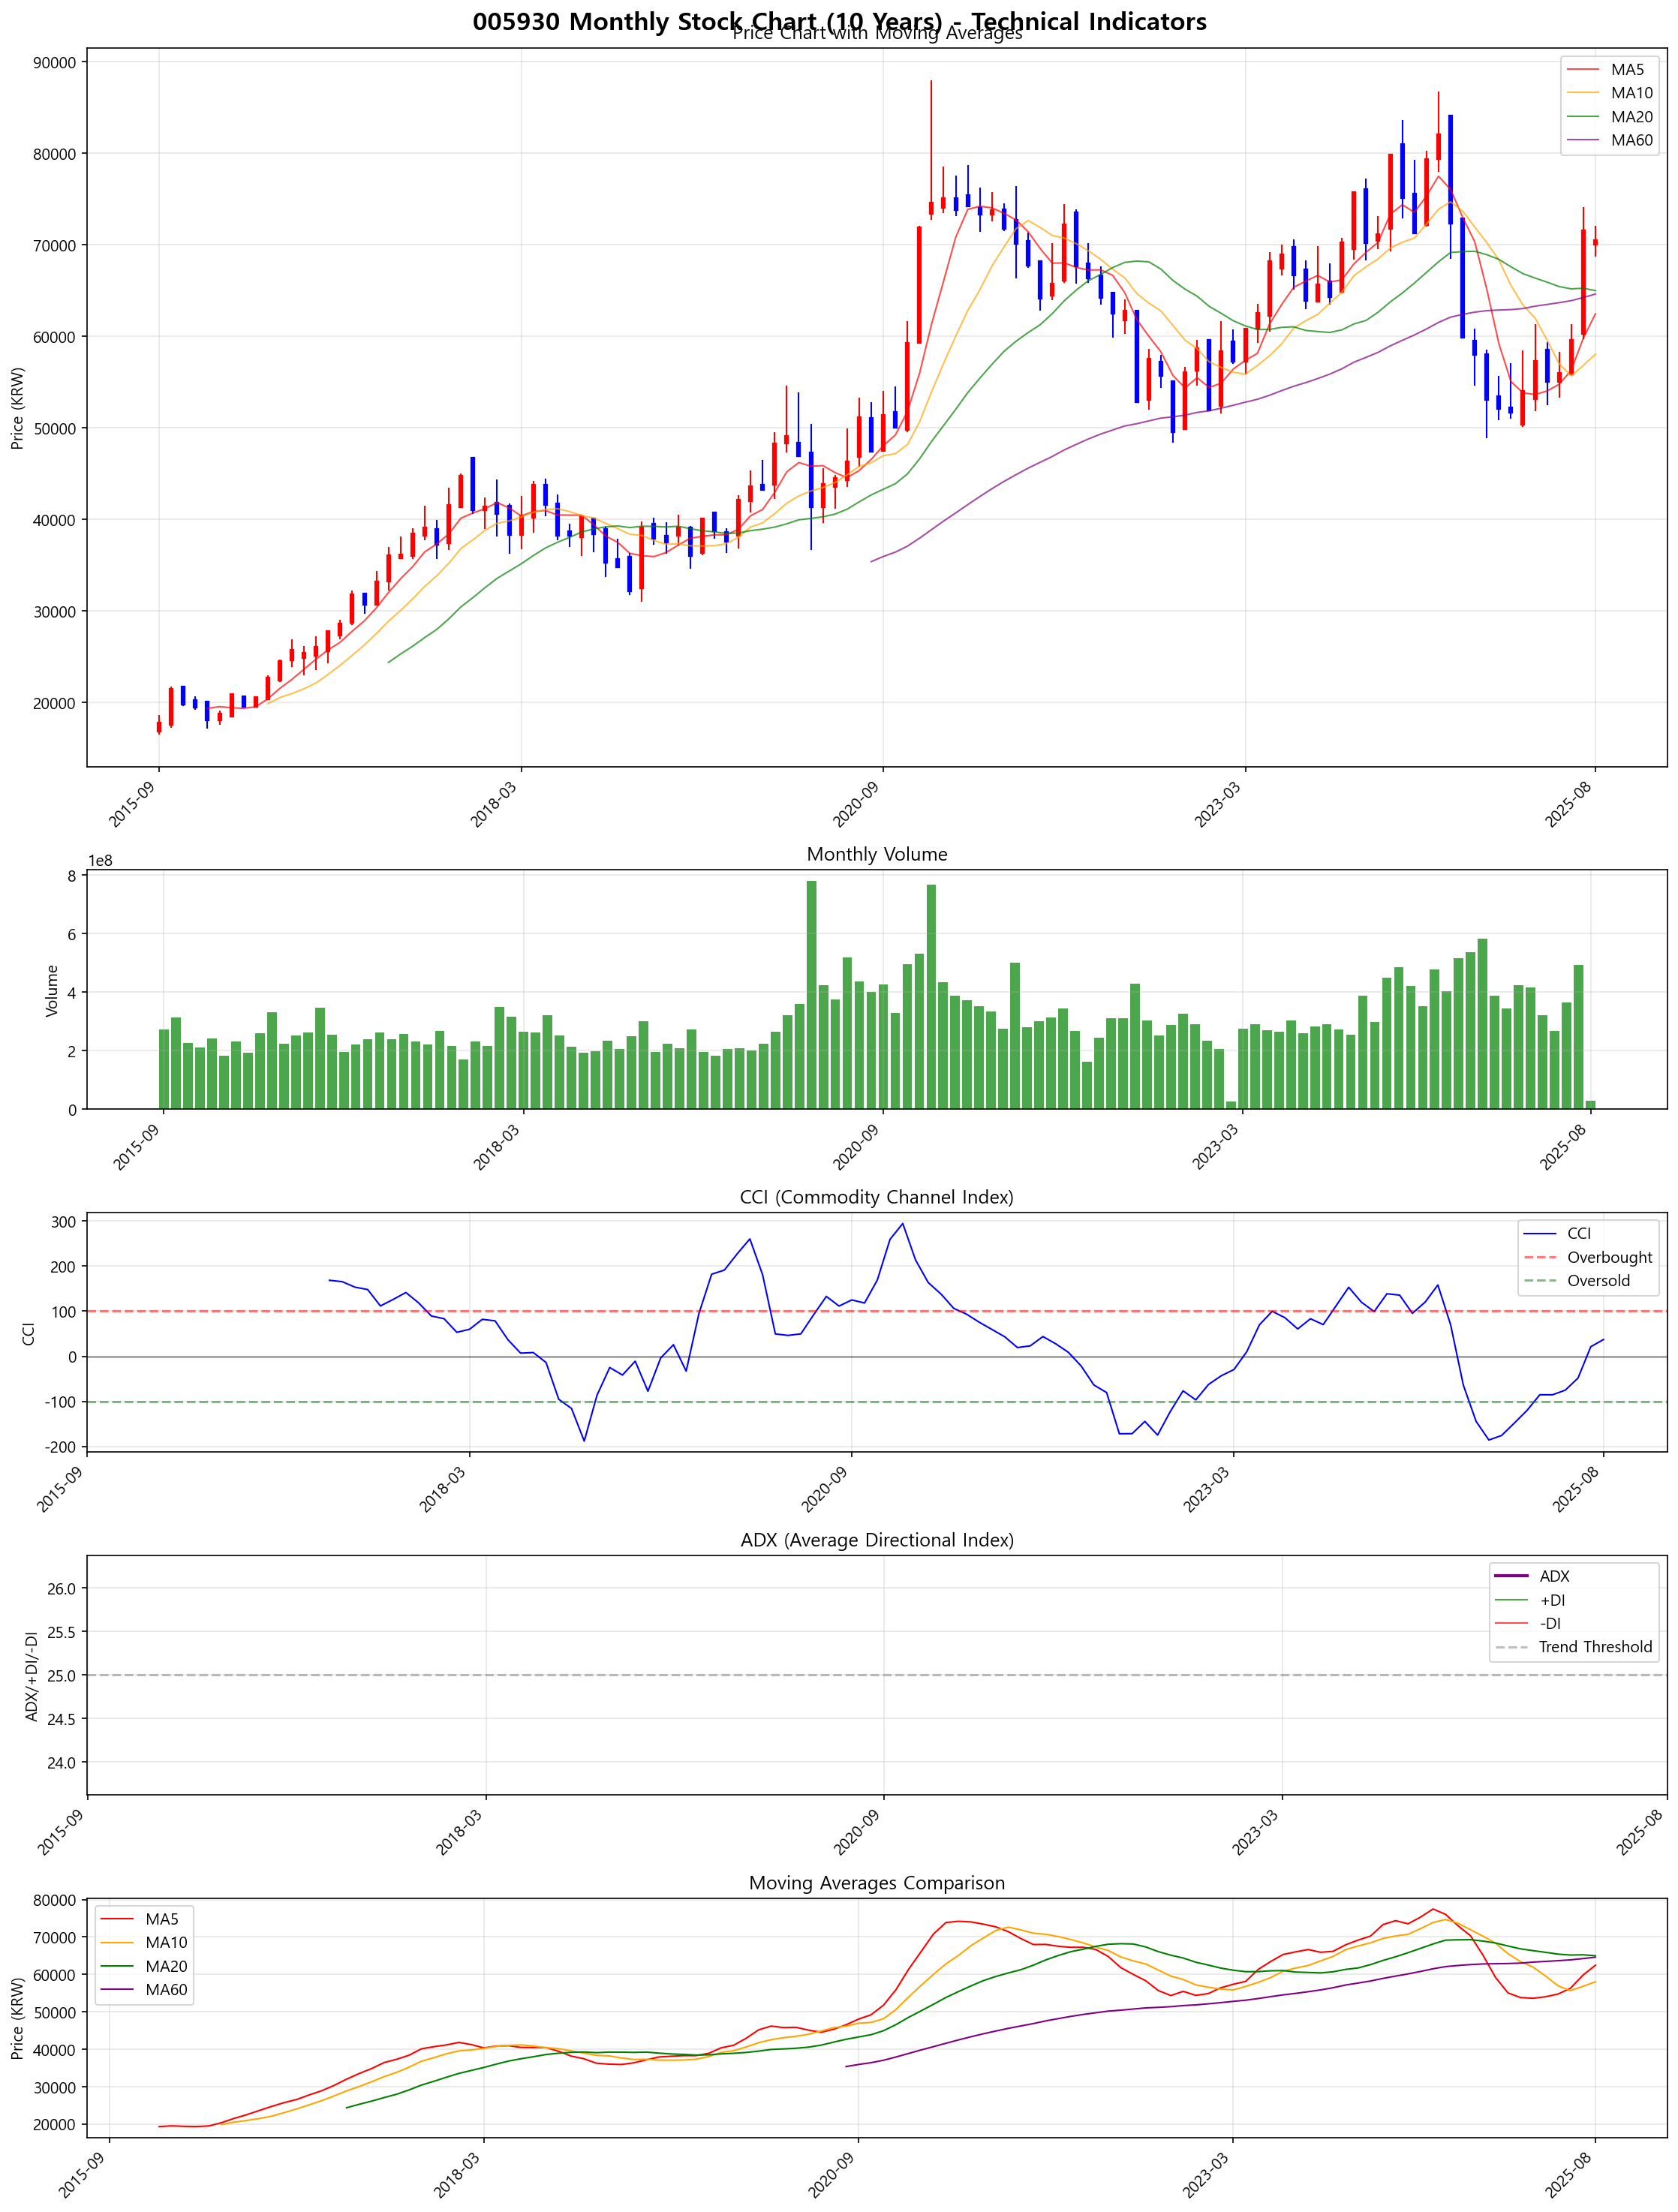 005930 Monthly Stock Chart (10 Years) - Technical Indicators
Price Chart with Moving Averages
90000
80000
70000
60000
50000
40000
30000
20000
Price (KRW)
MA5
MA10
MA20
MA60
2015-09
2018-03
2020-09
2023-03
2025-08
Monthly Volume
1e8
8
6
4
2
0
Volume
2015-09
2018-03
2020-09
2023-03
2025-08
CCI (Commodity Channel Index)
300
200
100
0
-100
-200
CCI
CCI
Overbought
Oversold
2015-09
2018-03
2020-09
2023-03
2025-08
ADX (Average Directional Index)
26.0
25.5
25.0
24.5
24.0
ADX/+DI/-DI
ADX
+DI
-DI
Trend Threshold
2015-09
2018-03
2020-09
2023-03
2025-08
Moving Averages Comparison
80000
70000
60000
50000
40000
30000
20000
Price (KRW)
MA5
MA10
MA20
MA60
2015-09
2018-03
2020-09
2023-03
2025-08